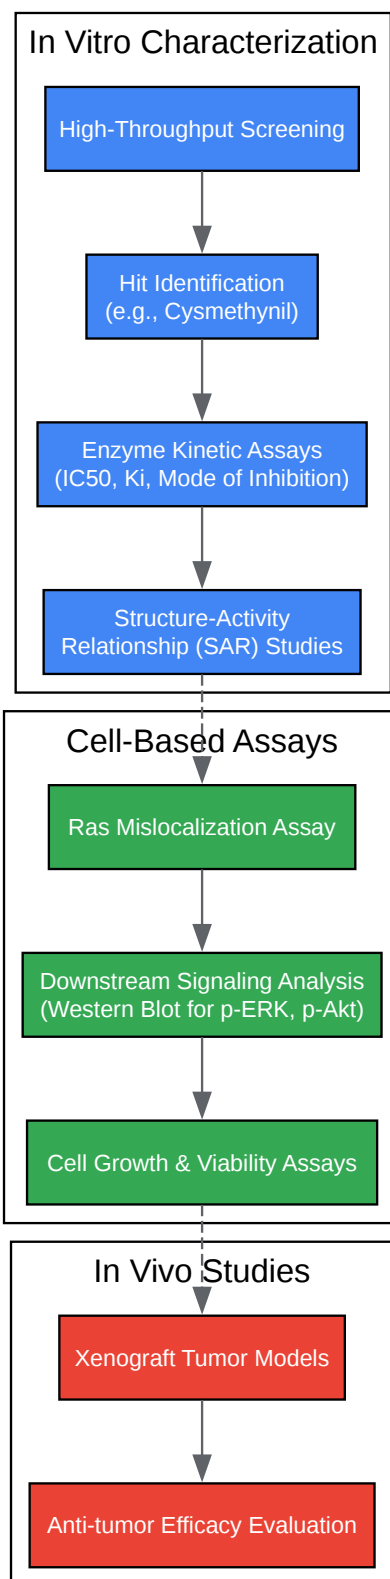 In Vitro Characterization
High-Throughput Screening
Hit Identification
(e.g., Cysmethynil)
Enzyme Kinetic Assays
(IC50, Ki, Mode of Inhibition)
Structure-Activity
Relationship (SAR) Studies
Cell-Based Assays
Ras Mislocalization Assay
Downstream Signaling Analysis
(Western Blot for p-ERK, p-Akt)
Cell Growth & Viability Assays
In Vivo Studies
Xenograft Tumor Models
Anti-tumor Efficacy Evaluation